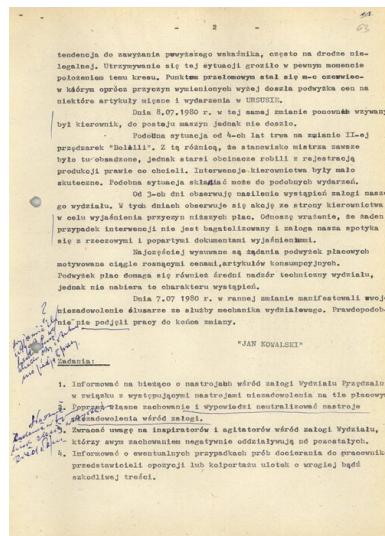 - 2 -
63
tendencja do zawyżania powyższego wskaźnika, często na drodze nie-
legalnej. Utrzymywanie się tej sytuacji groziło w pewnym momencie
położeniem temu kresu. Punktem przełomowym stał się m-c czerwiec-
w którym oprócz przyczyn wymienionych wyżej doszła podwyżka cen na
niektóre artykuły mięsne i wydarzenia w URSUSIE.
Dnia 8.07.1980 r. w tej samej zmianie ponownie wzywany
był kierownik, do postoju maszyn jednak nie doszło.
Podobna sytuacja od 4-ch lat trwa na zmianie II-ej
przędzarek "Bolelli". Z tą różnicą, że stanowisko mistrza zawsze
było tu obsadzone, jednak starsi obcinacze robili z rejestracją
produkcji prawie co chcieli. Interwencje kierownictwa były mało
skuteczne. Podobna sytuacja skłaniać może do podobnych wydarzeń.
Od 3-ch dni obserwuję nasilenie wystąpień załogi nasze
go wydziału. W tych dniach obserwuje się akcję ze strony kierownictwa
w celu wyjaśnienia przyczyn niższych płac. Odnoszę wrażenie, że żaden
przypadek interwencji nie jest bagatelizowany i załoga nasza spotyka
się z rzeczowymi i popartymi dokumentami wyjaśnieniami.
Najczęściej wysuwane są żądania podwyżek płacowych
motywowane ciągle rosnącymi cenami, artykułów konsumpcyjnych.
Podwyżek płac domaga się również średni nadzór techniczny wydziału,
jednak nie nabiera to charakteru wystąpień.
Dnia 7.07 1980 r. w rannej zmianie manifestowali swoje
niezadowolenie ślusarze ze służby mechanika wydziałowego. Prawdopodob
nie nie podjęli pracy do końca zmiany.
"JAN KOWALSKI"
Zadania:
1. Informować na bieżąco o nastrojach wśród załogi Wydziału Przędzaln
w związku z występującymi nastrojami niezadowolenia na tle płacowym
2. Poprzez własne zachowanie i wypowiedzi neutralizować nastroje
niezadowolenia wśród załogi.
3. Zwracać uwagę na inspiratorów i agitatorów wśród załogi Wydziału,
którzy swym zachowaniem negatywnie oddziaływują nd pozostałych.
4. Informować o ewentualnych przypadkach prób docierania do pracownikó
przedstawicieli opozycji lub kolportażu ulotek o wrogiej bądź
szkodliwej treści.